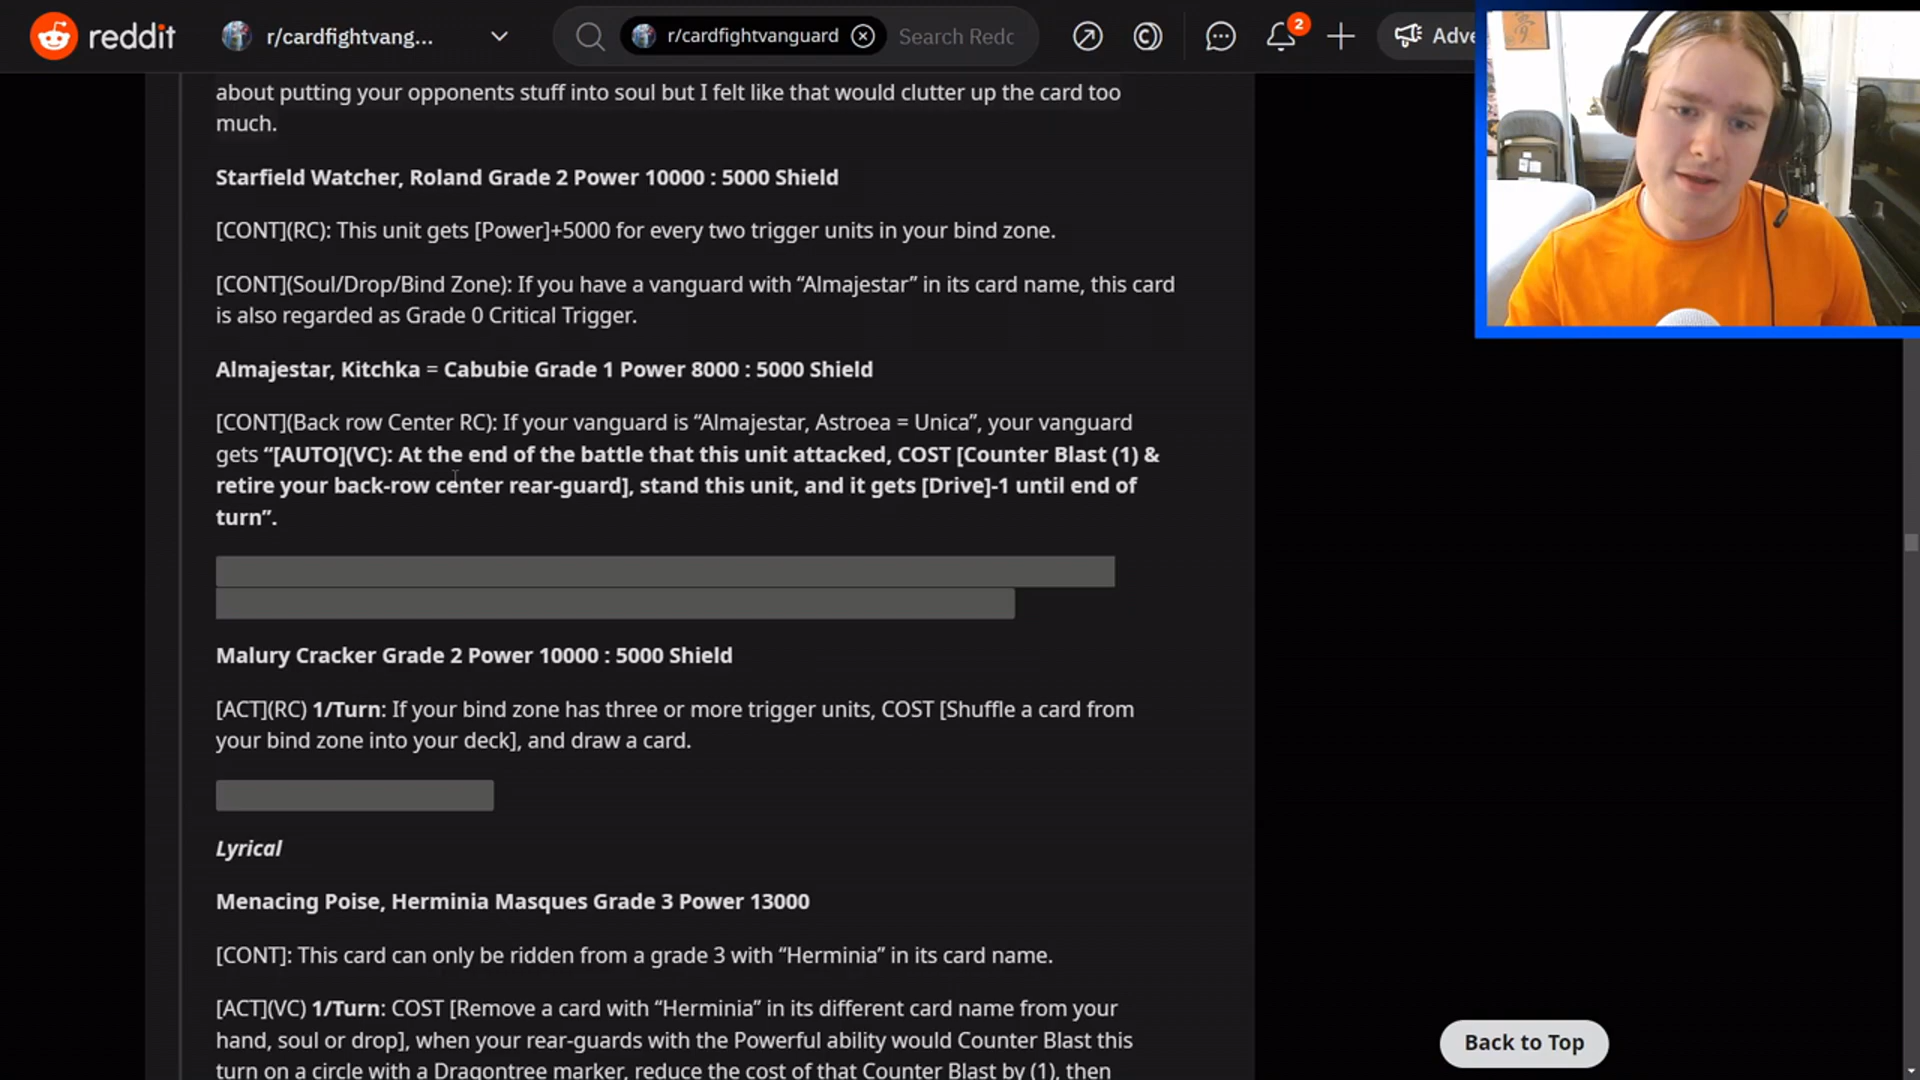 reddit
r/cardfightvang...
r/cardfightvanguard
Search Redc
2
Adve
about putting your opponents stuff into soul but I felt like that would clutter up the card too
much.
Starfield Watcher, Roland Grade 2 Power 10000 : 5000 Shield
[CONT](RC): This unit gets [Power]+5000 for every two trigger units in your bind zone.
[CONT](Soul/Drop/Bind Zone): If you have a vanguard with “Almajestar” in its card name, this card
is also regarded as Grade 0 Critical Trigger.
Almajestar, Kitchka = Cabubie Grade 1 Power 8000 : 5000 Shield
[CONT](Back row Center RC): If your vanguard is “Almajestar, Astroea = Unica”, your vanguard
gets “[AUTO](VC): At the end of the battle that this unit attacked, COST [Counter Blast (1) &
retire your back-row center rear-guard], stand this unit, and it gets [Drive]-1 until end of
turn”.
Malury Cracker Grade 2 Power 10000 : 5000 Shield
[ACT](RC) 1/Turn: If your bind zone has three or more trigger units, COST [Shuffle a card from
your bind zone into your deck], and draw a card.
Lyrical
Menacing Poise, Herminia Masques Grade 3 Power 13000
[CONT]: This card can only be ridden from a grade 3 with “Herminia” in its card name.
[ACT](VC) 1/Turn: COST [Remove a card with “Herminia” in its different card name from your
hand, soul or drop], when your rear-guards with the Powerful ability would Counter Blast this
turn on a circle with a Dragontree marker, reduce the cost of that Counter Blast by (1), then
Back to Top